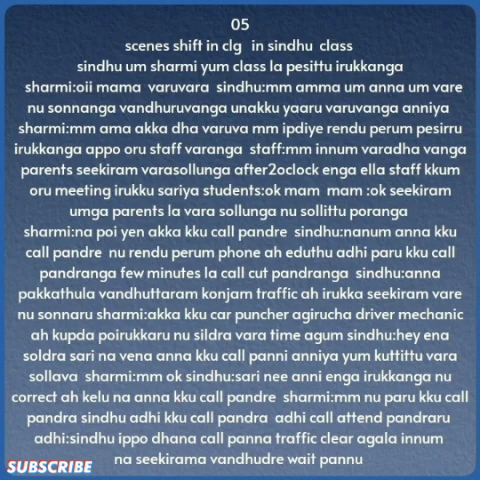 05
scenes shift in clg in sindhu class
sindhu um sharmi yum class la pesittu irukkanga
sharmi:oii mama varuvara sindhu:mm amma um anna um vare
nu sonnanga vandhuruvanga unakku yaaru varuvanga anniya
sharmi:mm ama akka dha varuva mm ipdiye rendu perum pesirru
irukkanga appo oru staff varanga staff:mm innum varadha vanga
parents seekiram varasollunga after2oclock enga ella staff kkum
oru meeting irukku sariya students:ok mam mam :ok seekiram
umga parents la vara sollunga nu sollittu poranga
sharmi:na poi yen akka kku call pandre sindhu:nanum anna kku
call pandre nu rendu perum phone ah eduthu adhi paru kku call
pandranga few minutes la call cut pandranga sindhu:anna
pakkathula vandhuttaram konjam traffic ah irukka seekiram vare
nu sonnaru sharmi:akka kku car puncher agirucha driver mechanic
ah kupda poirukkaru nu sildra vara time agum sindhu:hey ena
soldra sari na vena anna kku call panni anniya yum kuttittu vara
sollava sharmi:mm ok sindhu:sari nee anni enga irukkanga nu
correct ah kelu na anna kku call pandre sharmi:mm nu paru kku call
pandra sindhu adhi kku call pandra adhi call attend pandraru
adhi:sindhu ippo dhana call panna traffic clear agala innum
na seekirama vandhudre wait pannu
SUBSCRIBE